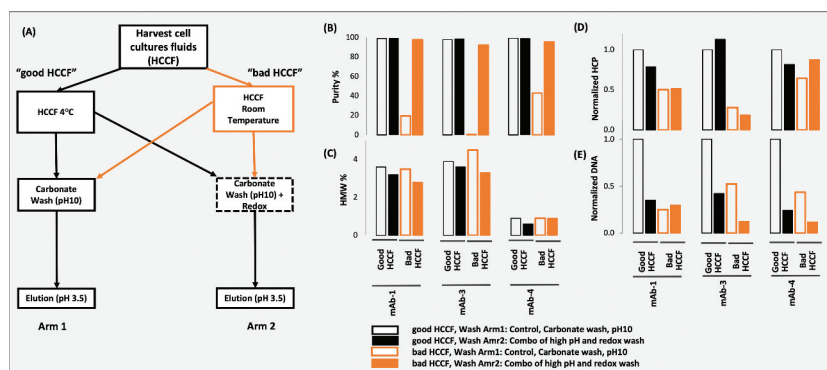 (A)
Harvest cell
cultures fluids
(HCCF)
“good HCCF”
“bad HCCF”
HCCF 4°C
HCCF
Room
Temperature
Carbonate
Wash (pH10)
Carbonate
Wash (pH10) +
Redox
Elution (pH 3.5)
Elution (pH 3.5)
Arm 1
Arm 2
(B)
Purity %
100
80
60
40
20
0
(C)
HMW %
4
2
0
Good
HCCF
Bad
HCCF
Good
HCCF
Bad
HCCF
Good
HCCF
Bad
HCCF
mAb-1
mAb-3
mAb-4
(D)
Normalized HCP
1.0
0.5
0.0
(E)
Normalized DNA
1.0
0.5
0.0
Good
HCCF
Bad
HCCF
Good
HCCF
Bad
HCCF
Good
HCCF
Bad
HCCF
mAb-1
mAb-3
mAb-4
good HCCF, Wash Arm1: Control, Carbonate wash, pH10
good HCCF, Wash Amr2: Combo of high pH and redox wash
bad HCCF, Wash Arm1: Control, Carbonate wash, pH10
bad HCCF, Wash Amr2: Combo of high pH and redox wash